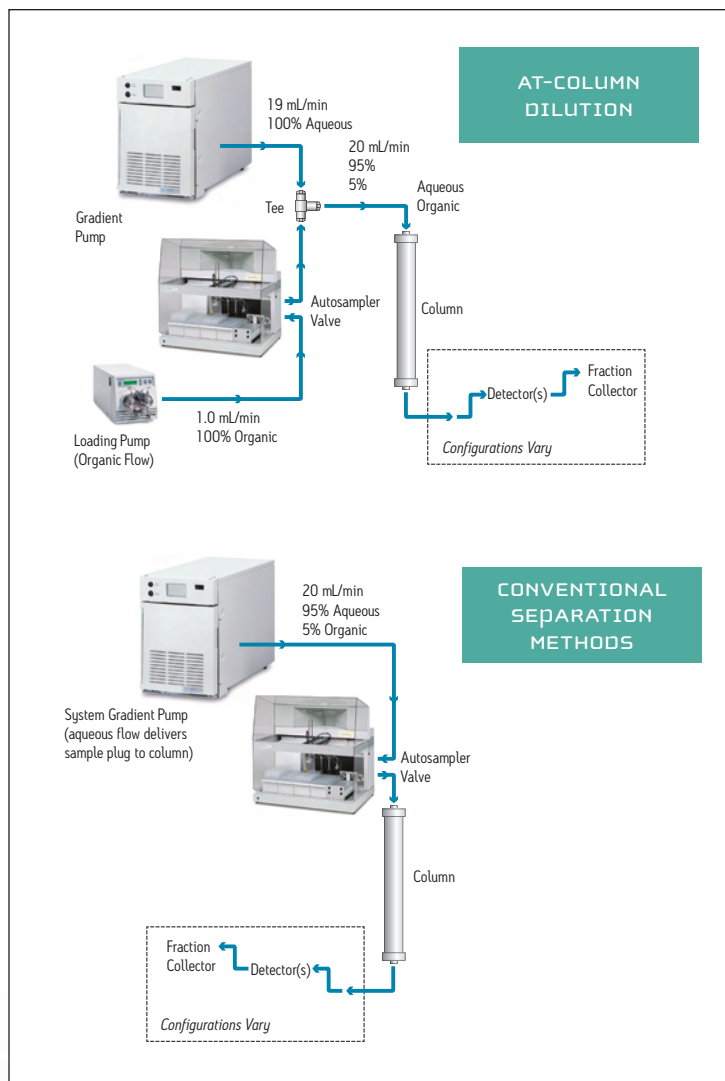 AT-COLUMN
DILUTION
19 mL/min
100% Aqueous
20 mL/min
95%
5%
Aqueous
Organic
Tee
Gradient
Pump
Autosampler
Valve
Column
Fraction
Collector
Detector(s)
Configurations Vary
1.0 mL/min
100% Organic
Loading Pump
(Organic Flow)
CONVENTIONAL
SEPARATION
METHODS
20 mL/min
95% Aqueous
5% Organic
System Gradient Pump
(aqueous flow delivers
sample plug to column)
Autosampler
Valve
Column
Fraction
Collector
Detector(s)
Configurations Vary